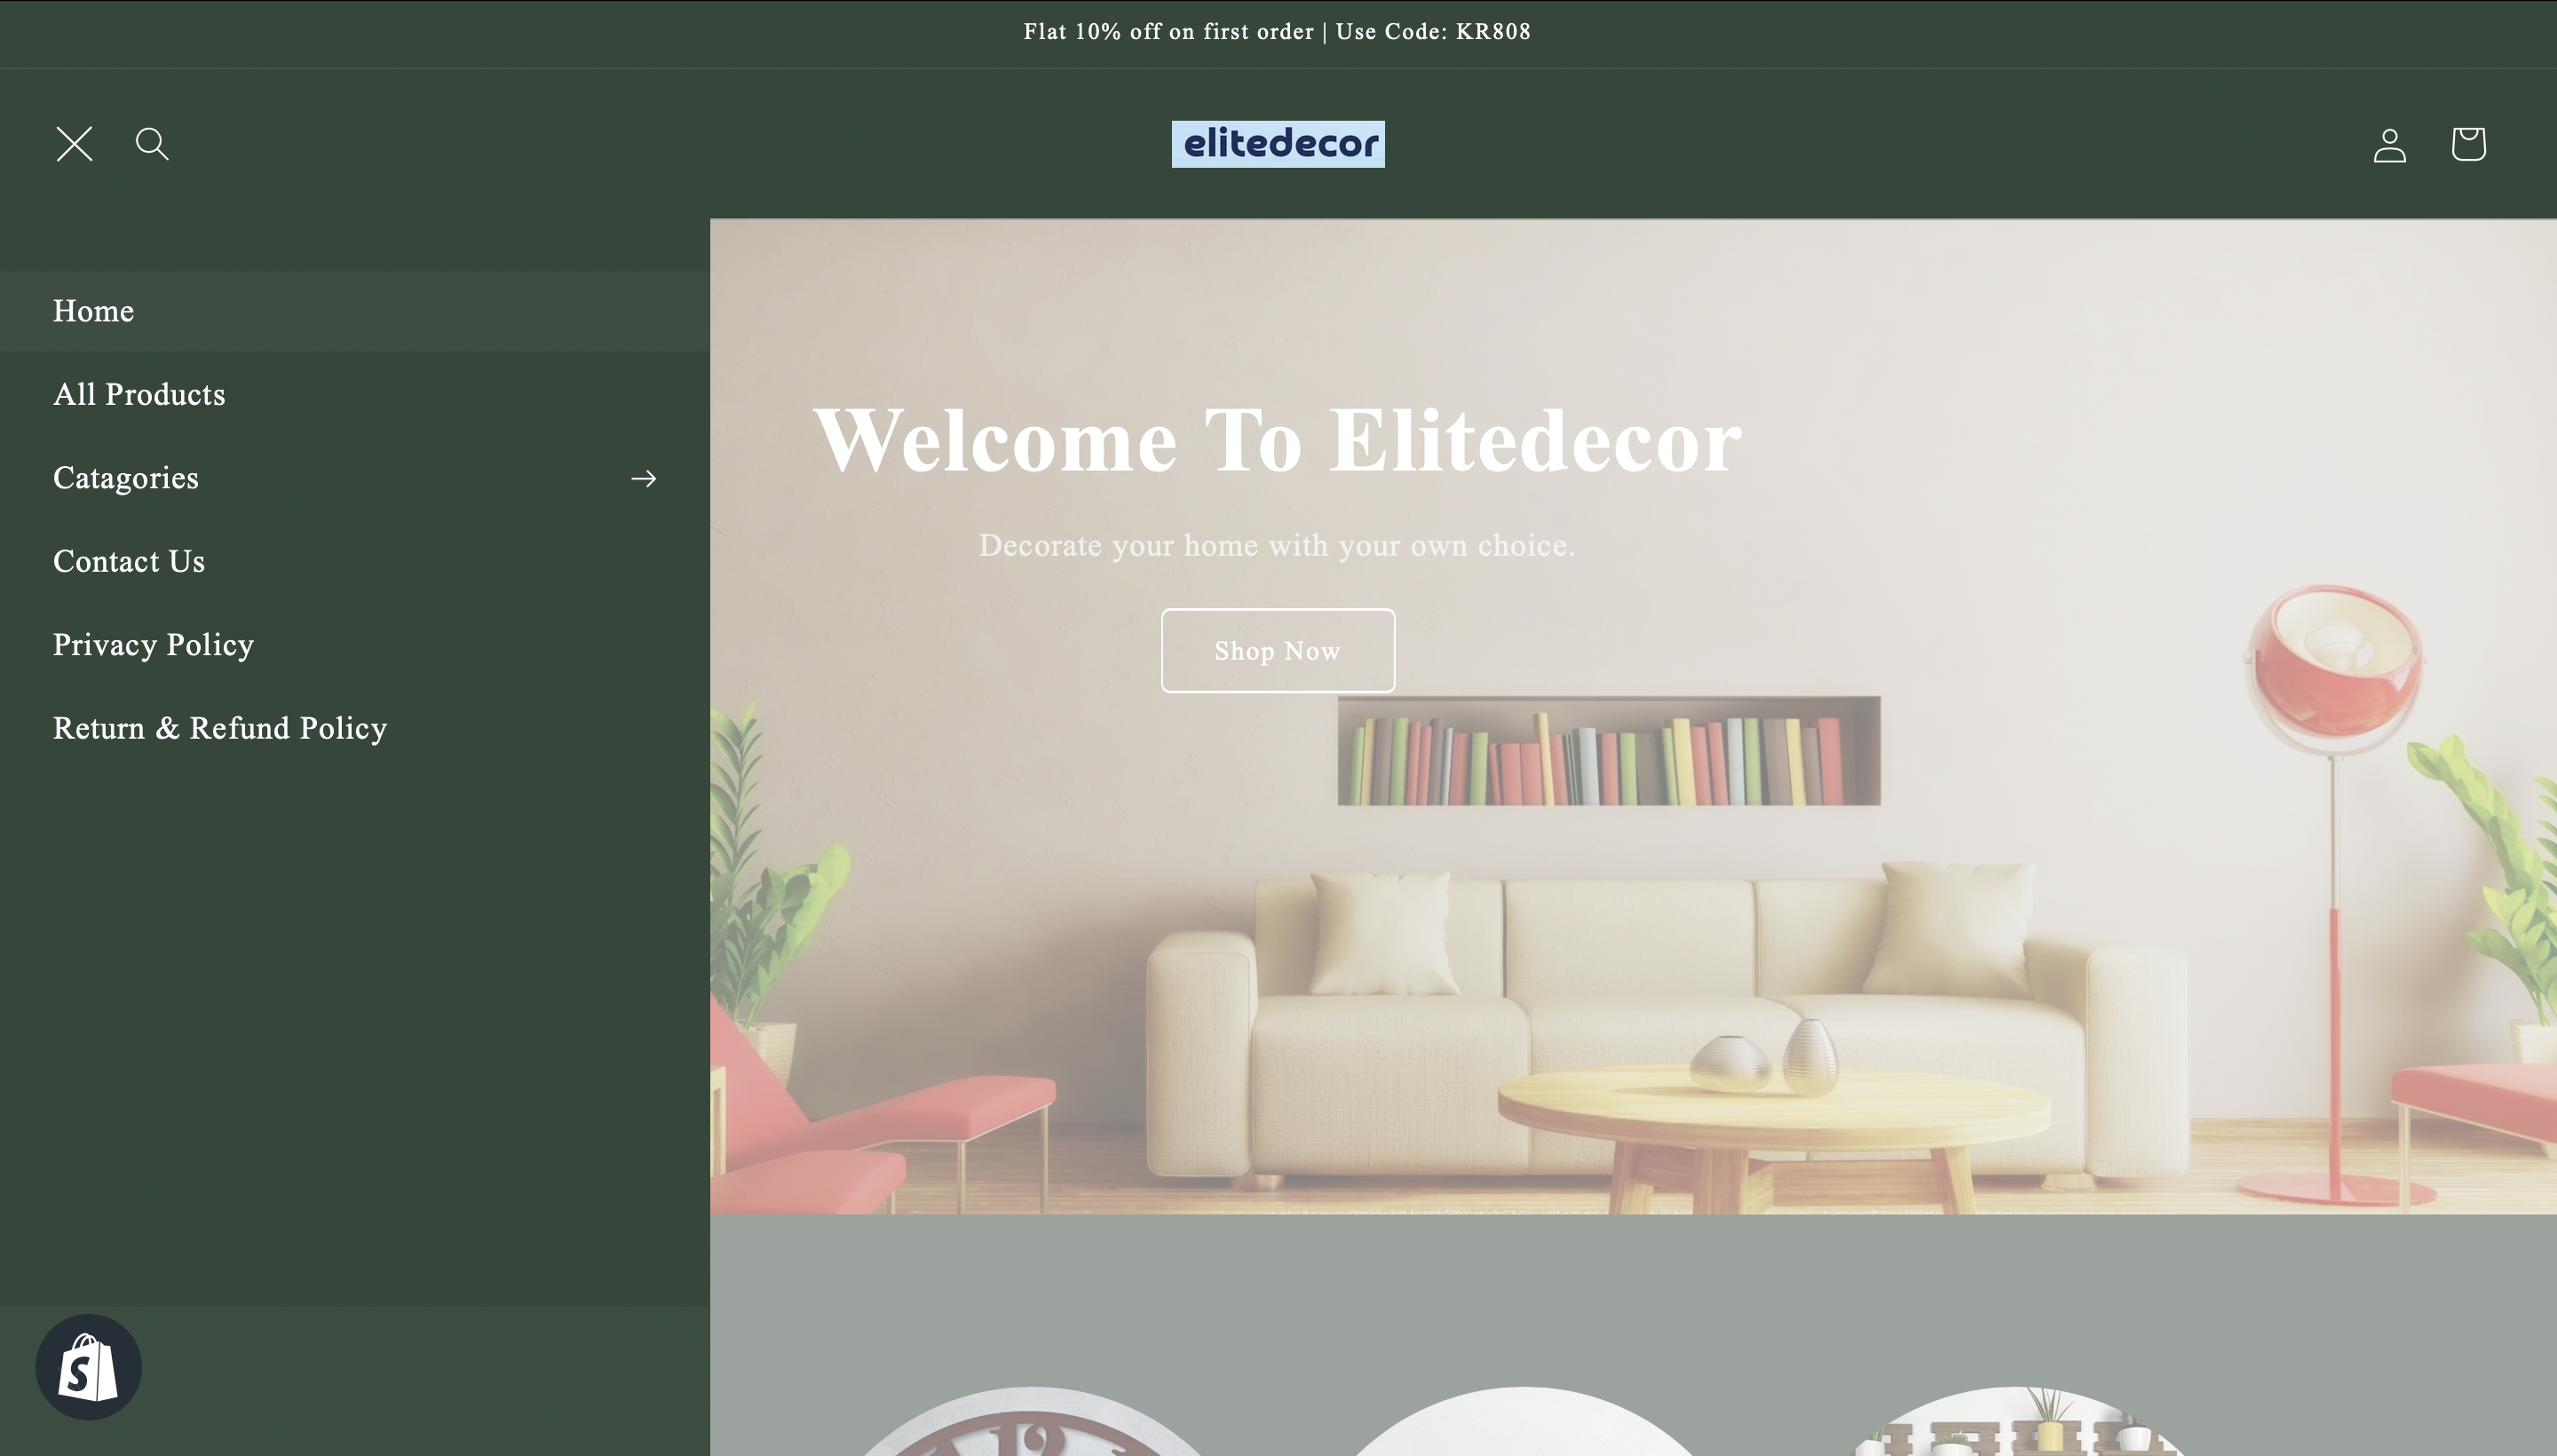 Flat 10% off on first order | Use Code: KR808
elitedecor
Home
All Products
Catagories
Contact Us
Privacy Policy
Return & Refund Policy
Welcome To Elitedecor
Decorate your home with your own choice.
Shop Now
S
12